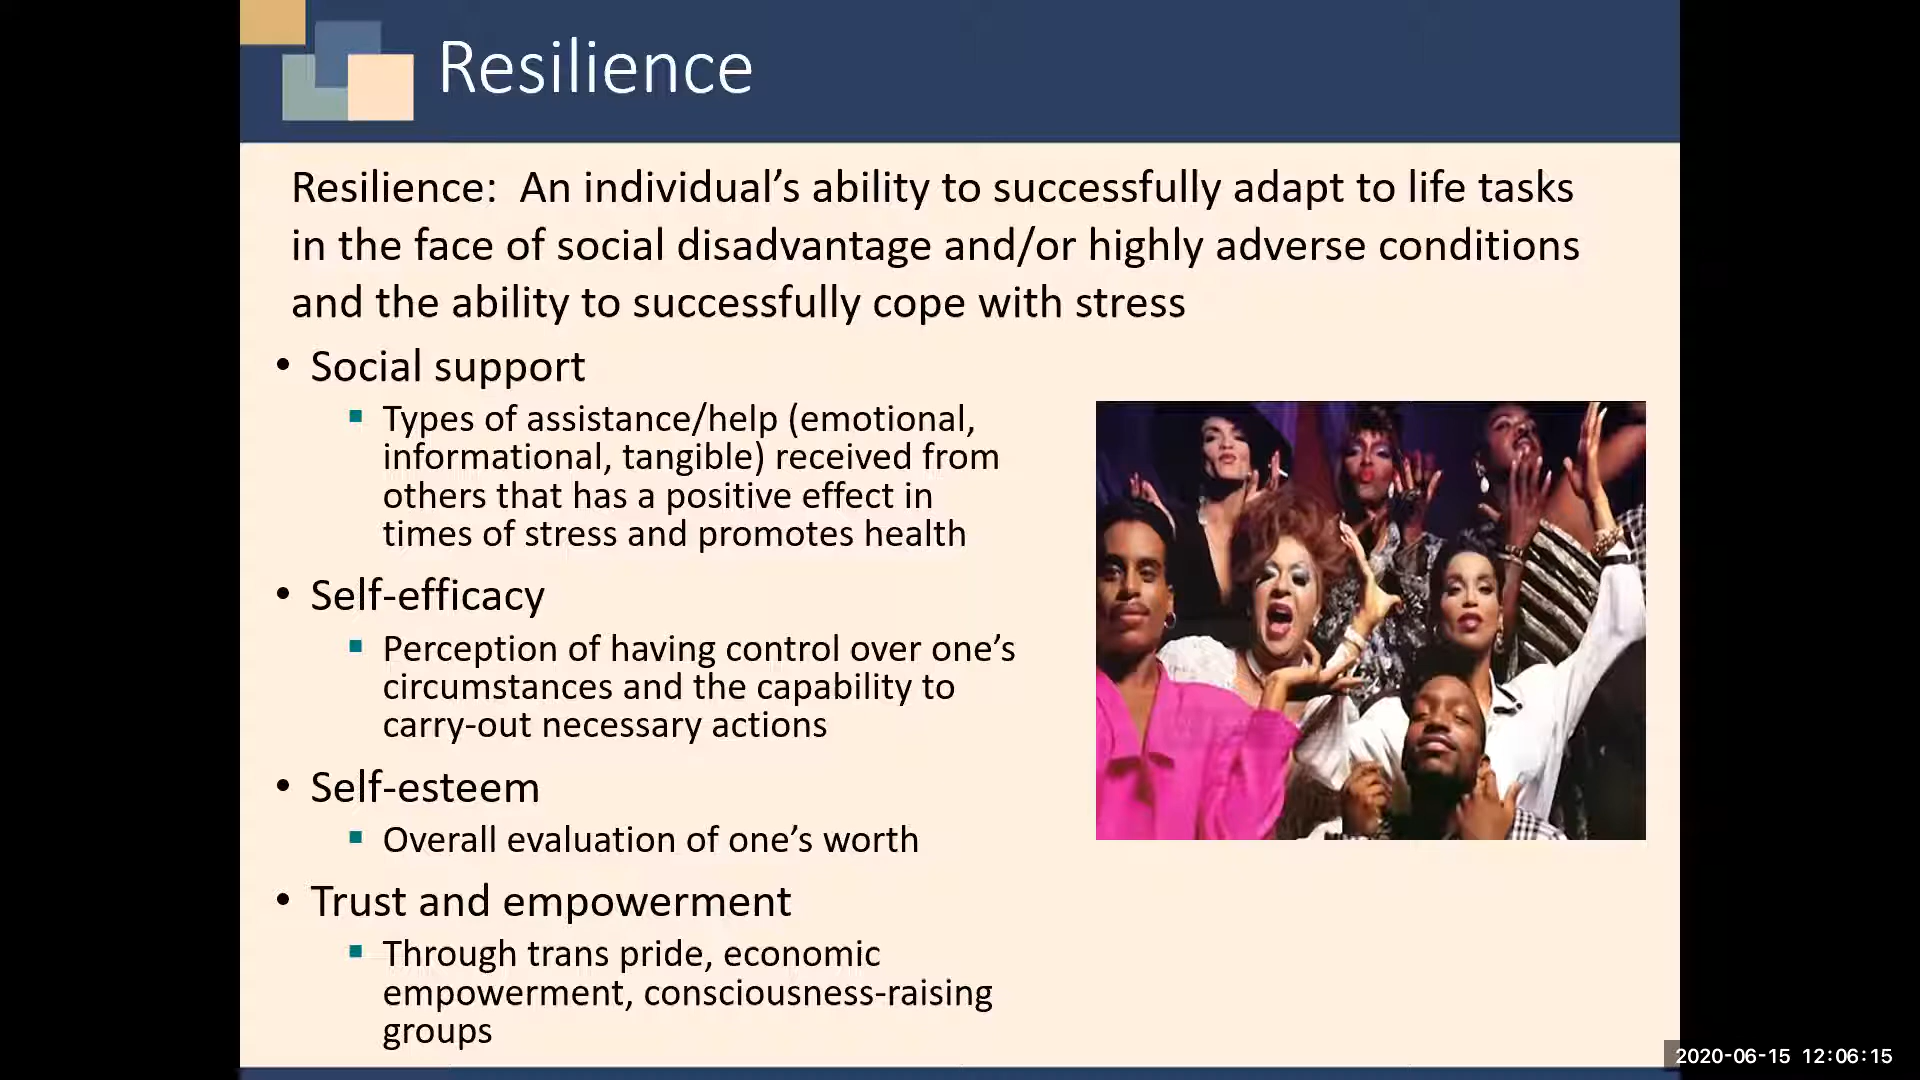 Resilience
Resilience:  An individual’s ability to successfully adapt to life tasks
in the face of social disadvantage and/or highly adverse conditions
and the ability to successfully cope with stress
• Social support
▪ Types of assistance/help (emotional,
informational, tangible) received from
others that has a positive effect in
times of stress and promotes health
• Self-efficacy
▪ Perception of having control over one’s
circumstances and the capability to
carry-out necessary actions
• Self-esteem
▪ Overall evaluation of one’s worth
• Trust and empowerment
▪ Through trans pride, economic
empowerment, consciousness-raising
groups
2020-06-15 12:06:15